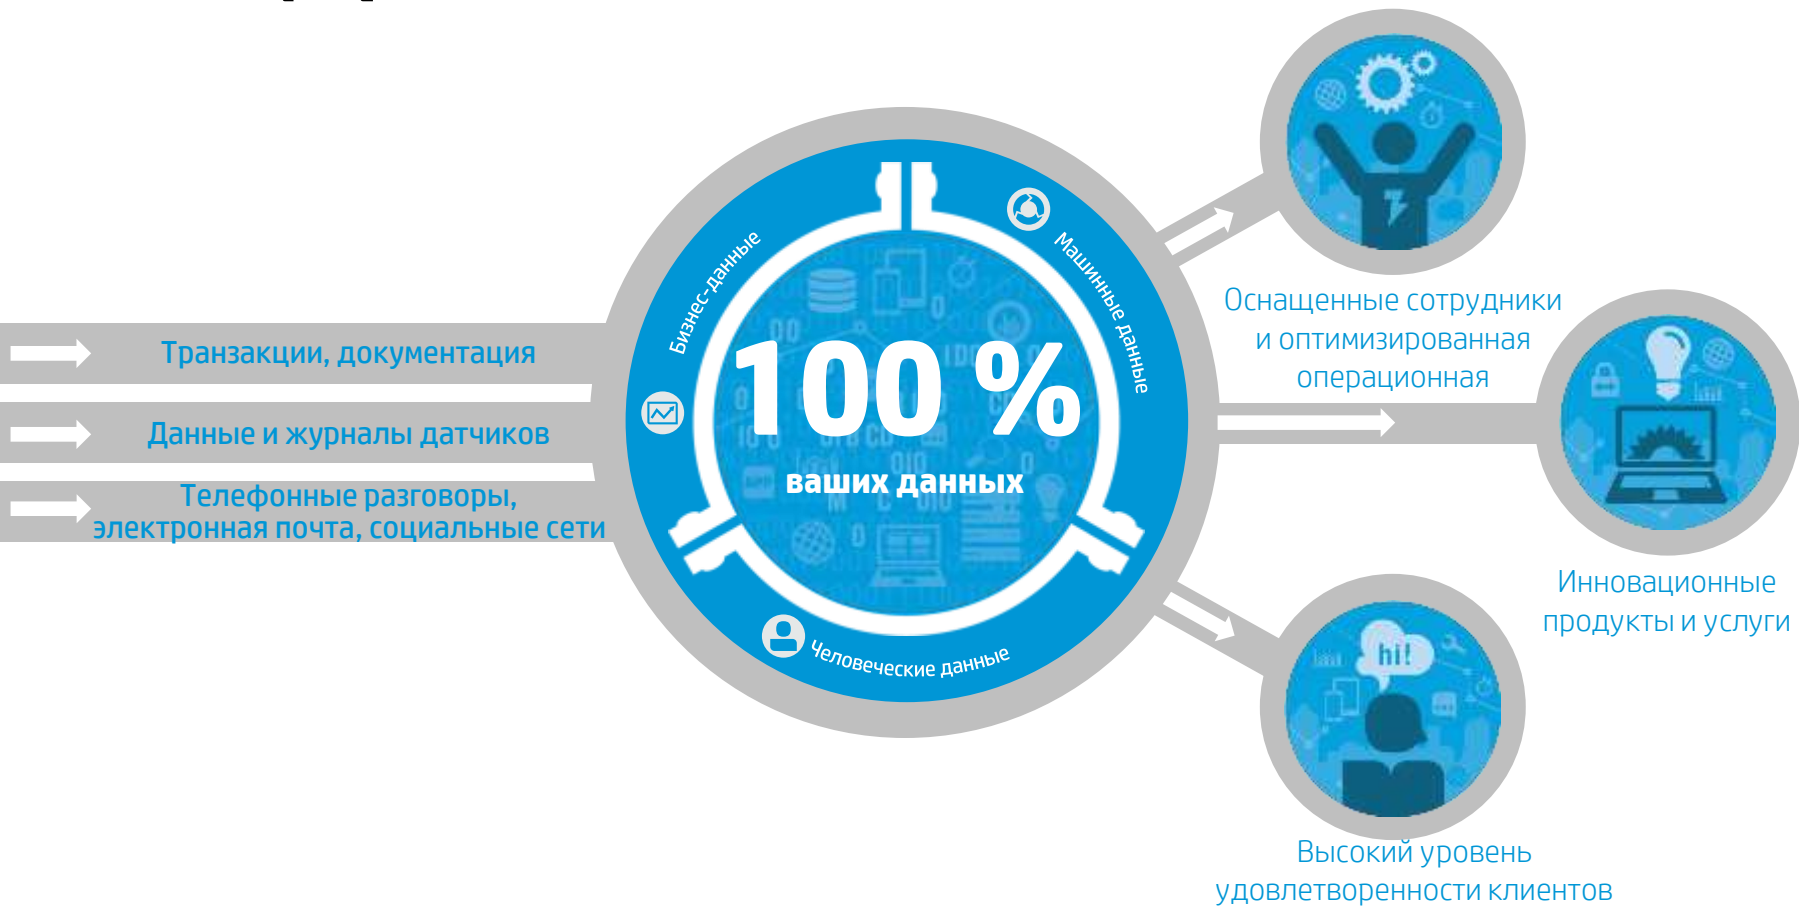 Транзакции, документация
Данные и журналы датчиков
Телефонные разговоры,
электронная почта, социальные сети
Бизнес-данные
Машинные данные
Человеческие данные
100 %
ваших данных
Оснащенные сотрудники
и оптимизированная
операционная
Инновационные
продукты и услуги
hi!
Высокий уровень
удовлетворенности клиентов